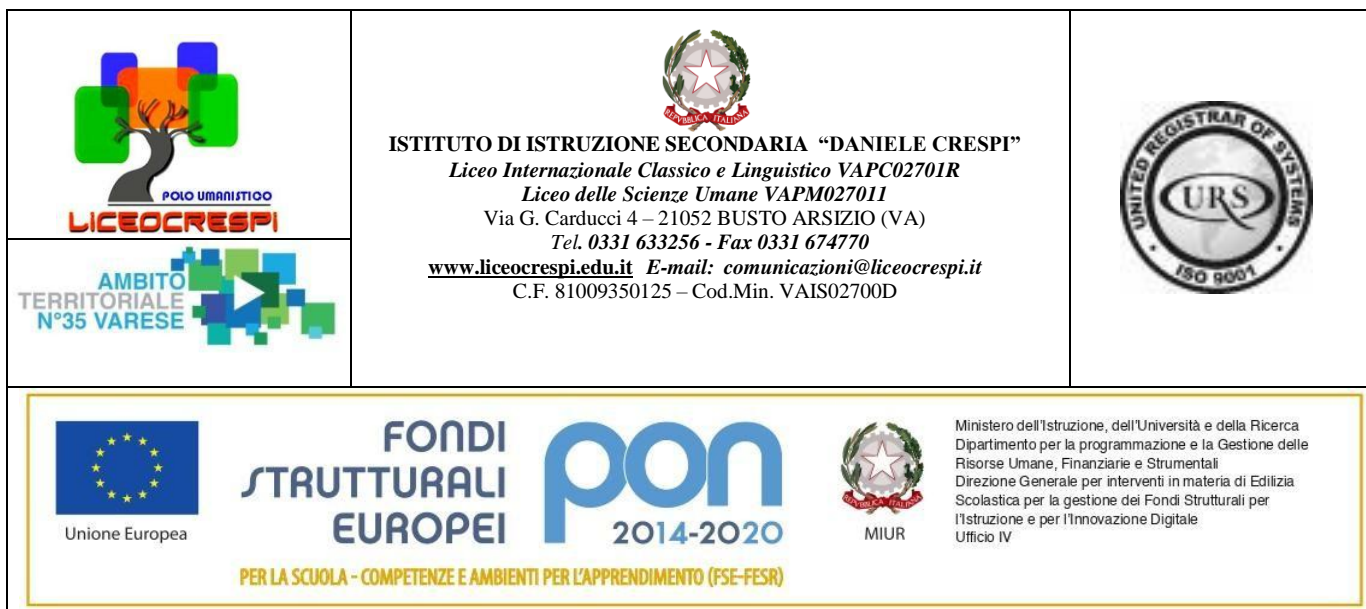 POLO UMANISTICO
LICEOCRESPI
AMBITO
TERRITORIALE
N°35 VARESE
REPVBBLICA ITALIANA
ISTITUTO DI ISTRUZIONE SECONDARIA “DANIELE CRESPI”
Liceo Internazionale Classico e Linguistico VAPC02701R
Liceo delle Scienze Umane VAPM027011
Via G. Carducci 4 – 21052 BUSTO ARSIZIO (VA)
Tel. 0331 633256 - Fax 0331 674770
www.liceocrespi.edu.it E-mail: comunicazioni@liceocrespi.it
C.F. 81009350125 – Cod.Min. VAIS02700D
UNITED REGISTRAR OF SYSTEMS
URS
ISO 9001
Unione Europea
FONDI
STRUTTURALI
EUROPEI
pon
2014-2020
PER LA SCUOLA - COMPETENZE E AMBIENTI PER L'APPRENDIMENTO (FSE-FESR)
REPVBBLICA ITALIANA
MIUR
Ministero dell'Istruzione, dell'Università e della Ricerca
Dipartimento per la programmazione e la Gestione delle
Risorse Umane, Finanziarie e Strumentali
Direzione Generale per interventi in materia di Edilizia
Scolastica per la gestione dei Fondi Strutturali per
l'Istruzione e per l'Innovazione Digitale
Ufficio IV